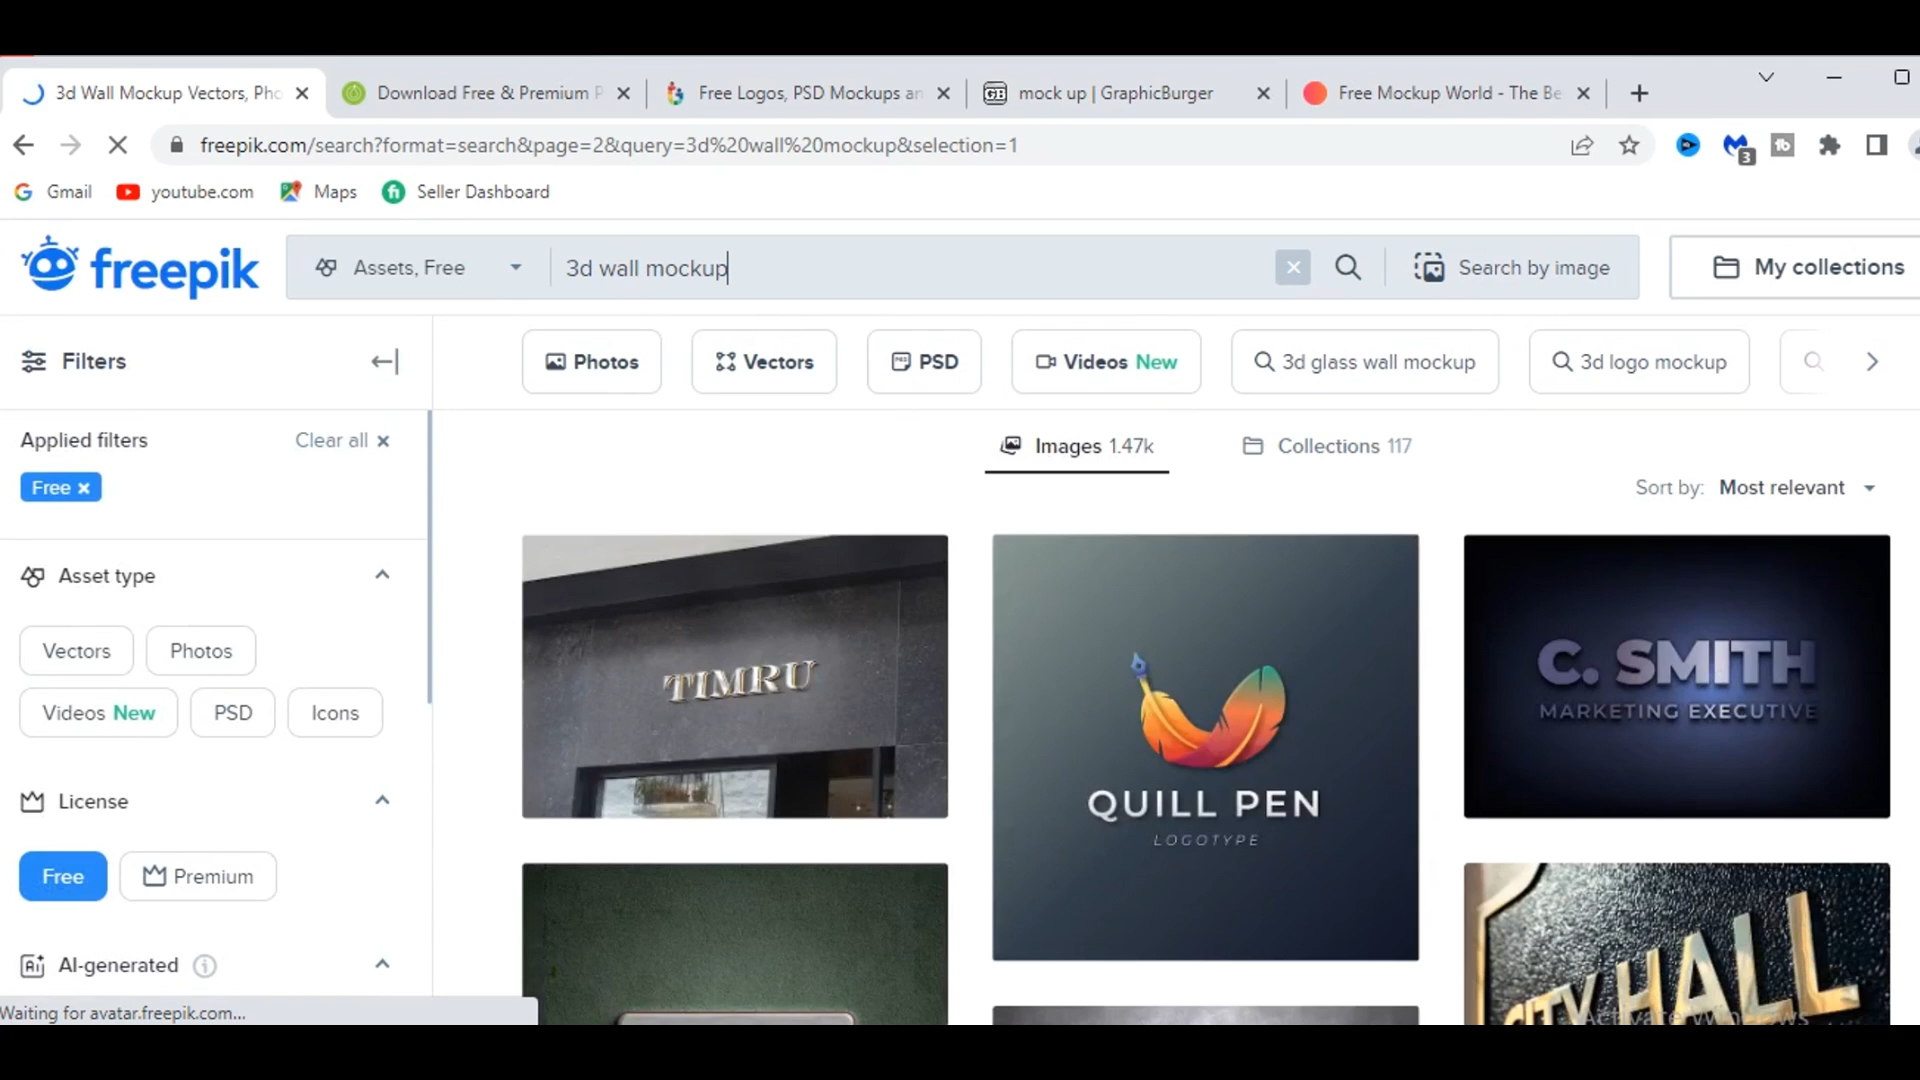 3d Wall Mockup Vectors, Pho
Download Free & Premium P
Free Logos, PSD Mockups an
mock up | GraphicBurger
Free Mockup World - The Be
freepik.com/search?format=search&page=2&query=3d%20wall%20mockup&selection=1
3
Gmail
youtube.com
Maps
Seller Dashboard
freepik
Assets, Free
3d wall mockup
Search by image
My collections
Filters
Photos
Vectors
PSD
Videos New
3d glass wall mockup
3d logo mockup
Applied filters
Clear all
Free
Images 1.47k
Collections 117
Sort by: Most relevant
Asset type
Vectors
Photos
Videos New
PSD
Icons
License
Free
Premium
AI-generated
TIMRU
QUILL PEN
LOGOTYPE
C. SMITH
MARKETING EXECUTIVE
CITY HALL
Activate Windows
Waiting for avatar.freepik.com...